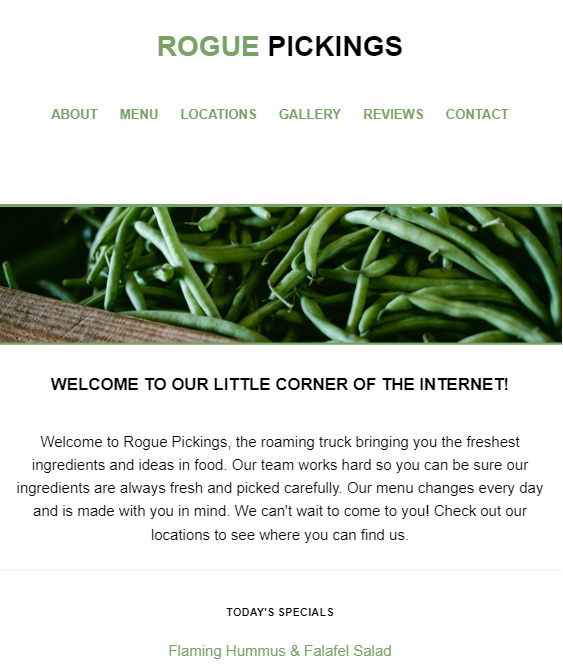 ROGUE PICKINGS
ABOUT MENU LOCATIONS GALLERY REVIEWS CONTACT
WELCOME TO OUR LITTLE CORNER OF THE INTERNET!
Welcome to Rogue Pickings, the roaming truck bringing you the freshest
ingredients and ideas in food. Our team works hard so you can be sure our
ingredients are always fresh and picked carefully. Our menu changes every day
and is made with you in mind. We can't wait to come to you! Check out our
locations to see where you can find us.
TODAY'S SPECIALS
Flaming Hummus & Falafel Salad